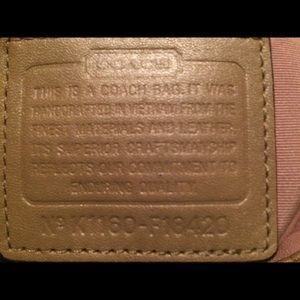 COACH
THIS IS A COACH BAG. IT WAS
HANDCRAFTED IN VIETNAM FROM THE
FINEST MATERIALS AND LEATHER.
ITS SUPERIOR CRAFTSMANSHIP
REFLECTS OUR COMMITMENT TO
ENDURING QUALITY.
Nº K1160-F18420